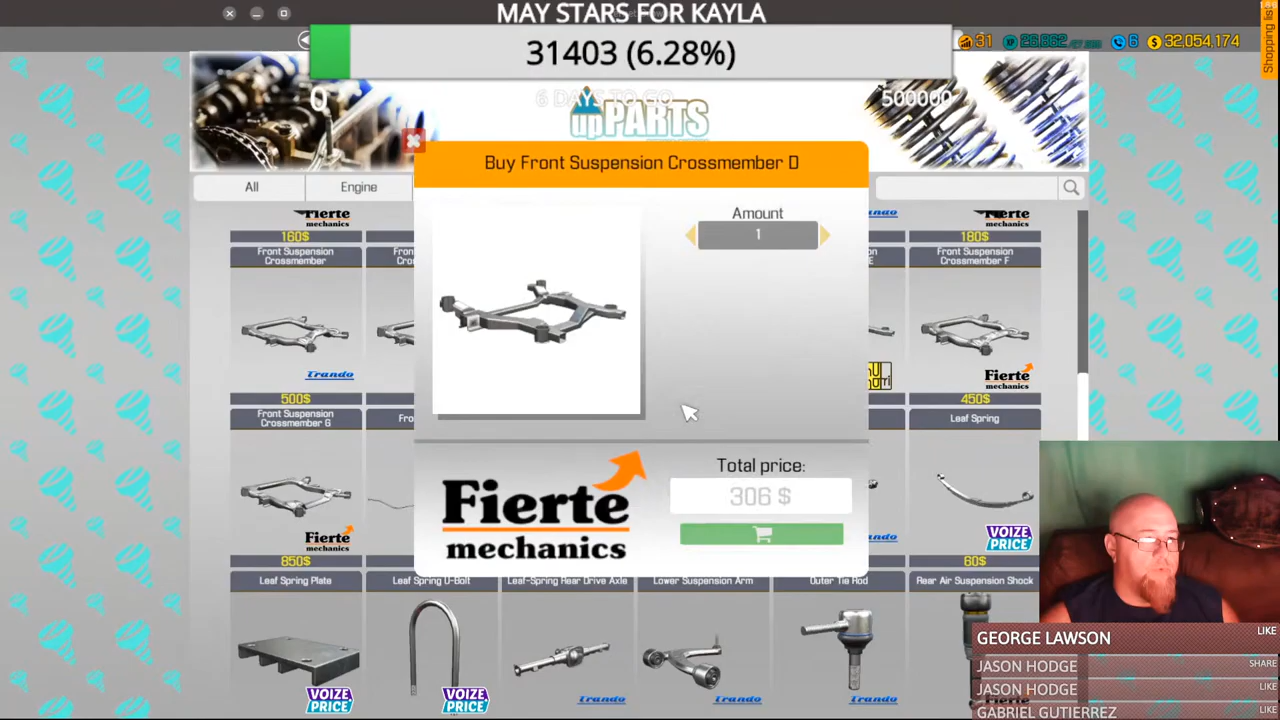 MAY STARS FOR KAYLA
31403 (6.28%)
0
6 DAYS TO GO
500000
31
6
$ 32,054,174
Shopping list
upPARTS
Buy Front Suspension Crossmember D
All
Engine
Amount
1
Fierte
mechanics
160$
180$
Front Suspension
Crossmember
Front Suspension
Crossmember F
Trando
Fierte
mechanics
500$
450$
Front Suspension
Crossmember G
Leaf Spring
Fierte
mechanics
Total price:
306 $
Fierte
mechanics
VOIZE
PRICE
850$
60$
Leaf Spring Plate
Leaf Spring U-Bolt
Leaf-Spring Rear Drive Axle
Lower Suspension Arm
Outer Tie Rod
Rear Air Suspension Shock
VOIZE
PRICE
VOIZE
PRICE
Trando
Trando
Trando
GEORGE LAWSON LIKE
JASON HODGE SHARE
JASON HODGE LIKE
GABRIEL GUTIERREZ LIKE